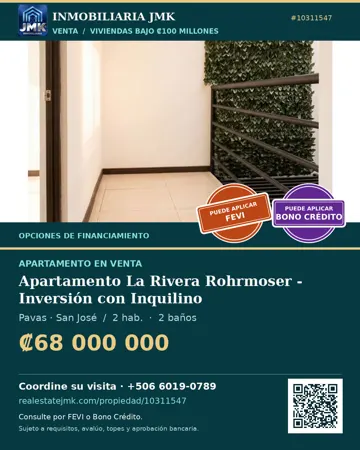 JMK
INMOBILIARIA JMK
#10311547
VENTA / VIVIENDAS BAJO ₡100 MILLONES
PUEDE APLICAR
FEVI
PUEDE APLICAR
BONO CRÉDITO
OPCIONES DE FINANCIAMIENTO
APARTAMENTO EN VENTA
Apartamento La Rivera Rohrmoser -
Inversión con Inquilino
Pavas · San José / 2 hab. · 2 baños
₡68 000 000
Coordine su visita · +506 6019-0789
realestatejmk.com/propiedad/10311547
Consulte por FEVI o Bono Crédito.
Sujeto a requisitos, avalúo, topes y aprobación bancaria.